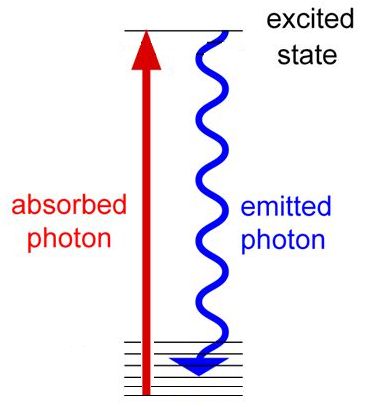 excited
state
absorbed
photon
emitted
photon